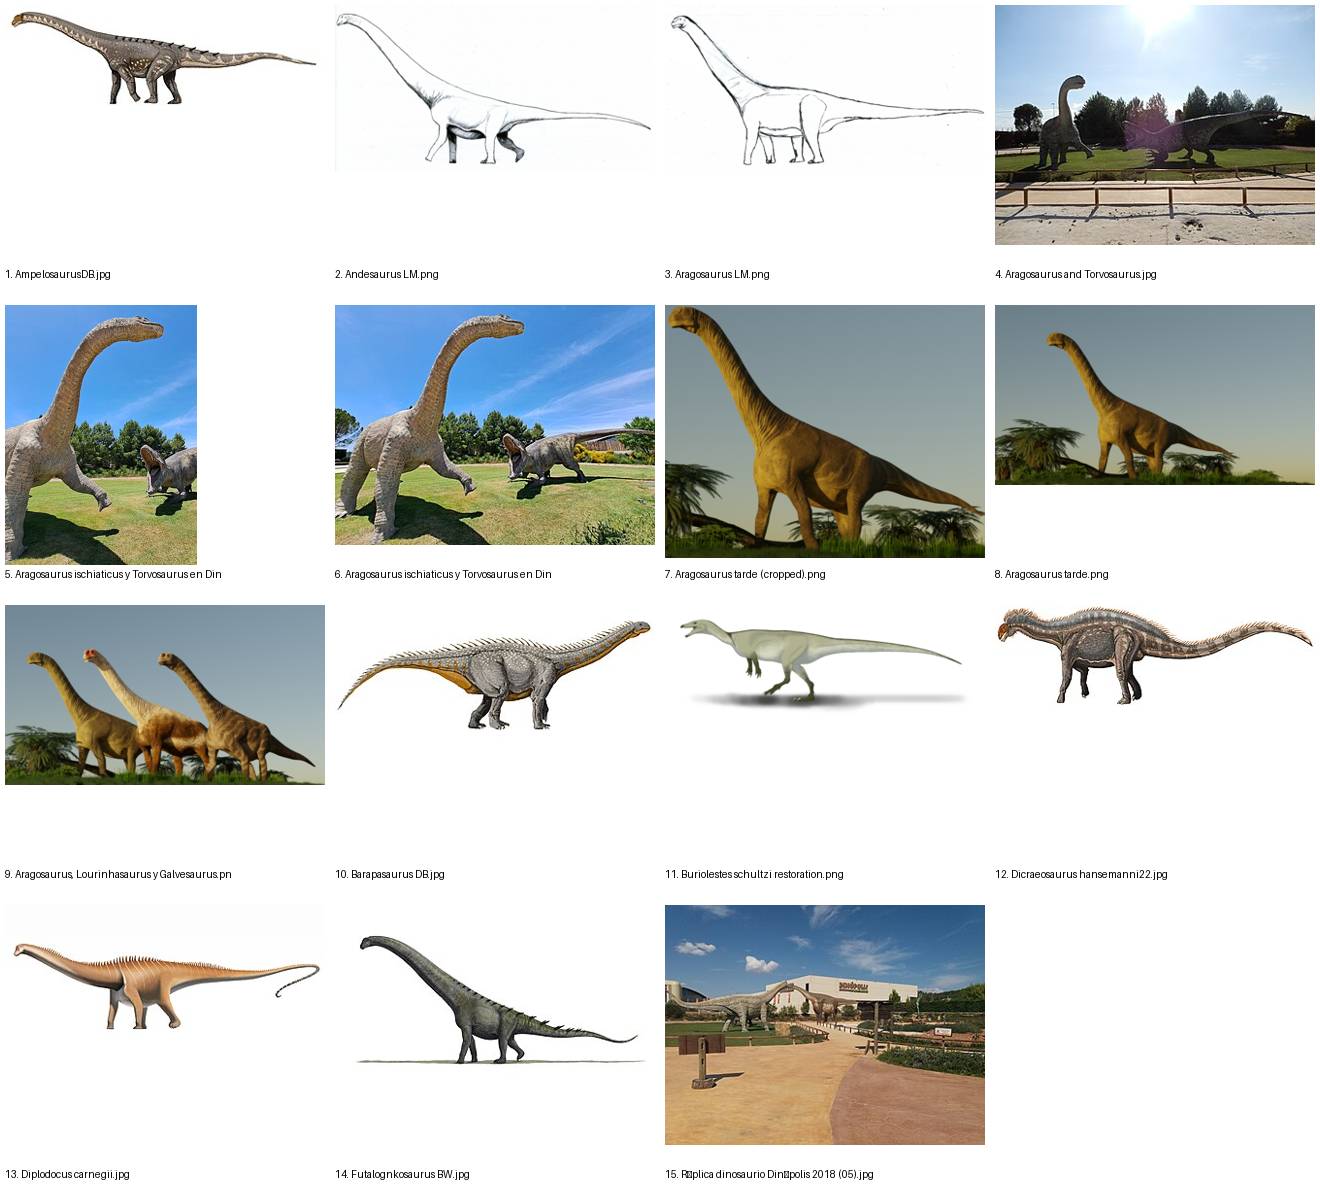 1. AmpelosaurusDB.jpg
2. Andesaurus LM.png
3. Aragosaurus LM.png
4. Aragosaurus and Torvosaurus.jpg
5. Aragosaurus ischiaticus y Torvosaurus en Din
6. Aragosaurus ischiaticus y Torvosaurus en Din
7. Aragosaurus tarde (cropped).png
8. Aragosaurus tarde.png
9. Aragosaurus, Lourinhasaurus y Galvesaurus.pn
10. Barapasaurus DB.jpg
11. Buriolestes schultzi restoration.png
12. Dicraeosaurus hansemanni22.jpg
13. Diplodocus carnegii.jpg
14. Futalognkosaurus BW.jpg
DINÓPOLIS
15. R□plica dinosaurio Din□polis 2018 (05).jpg